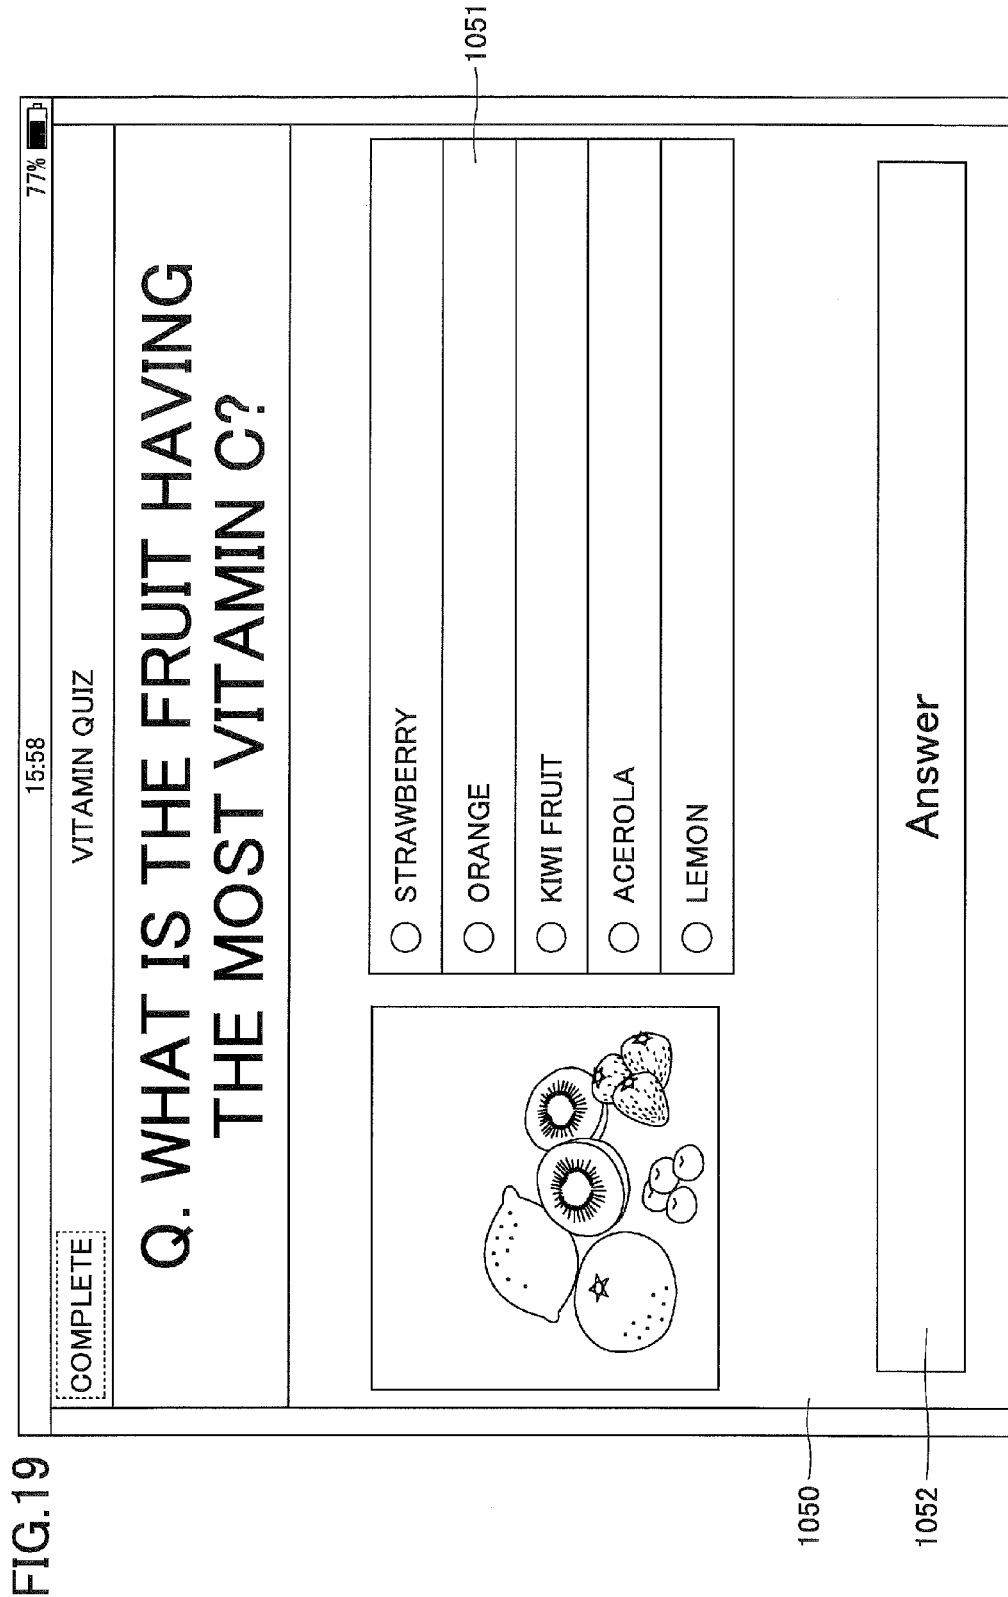 FIG.19
15:58
77%
COMPLETE
VITAMIN QUIZ
Q. WHAT IS THE FRUIT HAVING
THE MOST VITAMIN C?
STRAWBERRY
ORANGE
KIWI FRUIT
ACEROLA
LEMON
1051
1050
Answer
1052